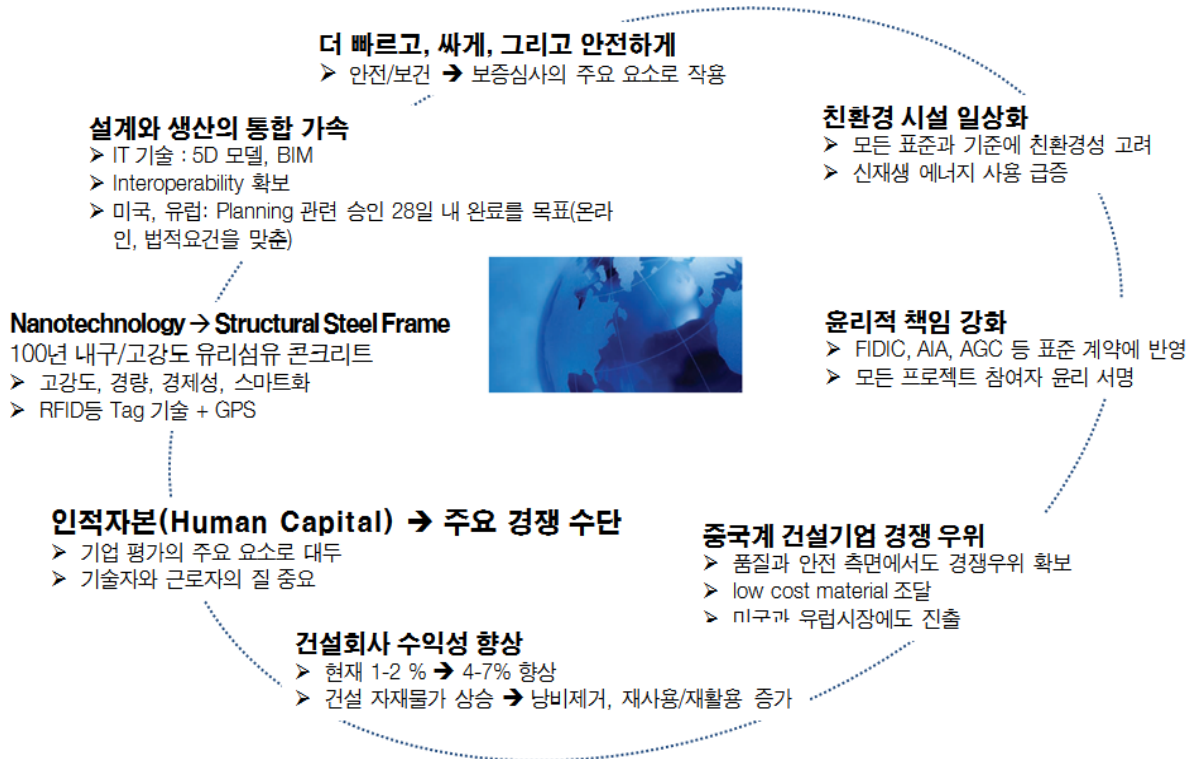 더 빠르고, 싸게, 그리고 안전하게
➢ 안전/보건 ➔ 보증심사의 주요 요소로 작용
친환경 시설 일상화
➢ 모든 표준과 기준에 친환경성 고려
➢ 신재생 에너지 사용 급증
윤리적 책임 강화
➢ FIDIC, AIA, AGC 등 표준 계약에 반영
➢ 모든 프로젝트 참여자 윤리 서명
중국계 건설기업 경쟁 우위
➢ 품질과 안전 측면에서도 경쟁우위 확보
➢ low cost material 조달
➢ 미국과 유럽시장에도 진출
건설회사 수익성 향상
➢ 현재 1-2 % ➔ 4-7% 향상
➢ 건설 자재물가 상승 ➔ 낭비제거, 재사용/재활용 증가
인적자본(Human Capital) ➔ 주요 경쟁 수단
➢ 기업 평가의 주요 요소로 대두
➢ 기술자와 근로자의 질 중요
Nanotechnology → Structural Steel Frame
100년 내구/고강도 유리섬유 콘크리트
➢ 고강도, 경량, 경제성, 스마트화
➢ RFID등 Tag 기술 + GPS
설계와 생산의 통합 가속
➢ IT 기술 : 5D 모델, BIM
➢ Interoperability 확보
➢ 미국, 유럽: Planning 관련 승인 28일 내 완료를 목표(온라
인, 법적요건을 맞춘)